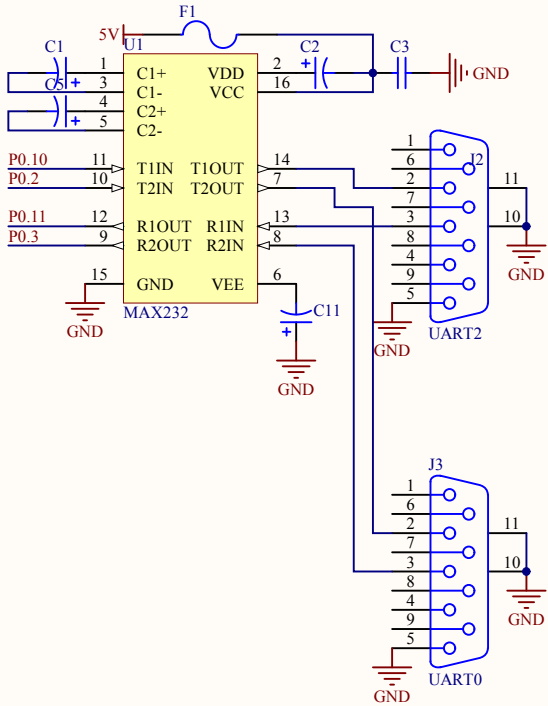 F1
5V
U1
C1
1
C1+
VDD
2
C2
C3
3
C1-
VCC
16
GND
C5
4
C2+
5
C2-
P0.10
11
T1IN
T1OUT
14
P0.2
10
T2IN
T2OUT
7
P0.11
12
R1OUT
R1IN
13
P0.3
9
R2OUT
R2IN
8
15
GND
VEE
6
GND
MAX232
C11
GND
J2
1
6
2
7
3
8
4
9
5
11
10
GND
GND
UART2
J3
1
6
2
7
3
8
4
9
5
11
10
GND
GND
UART0